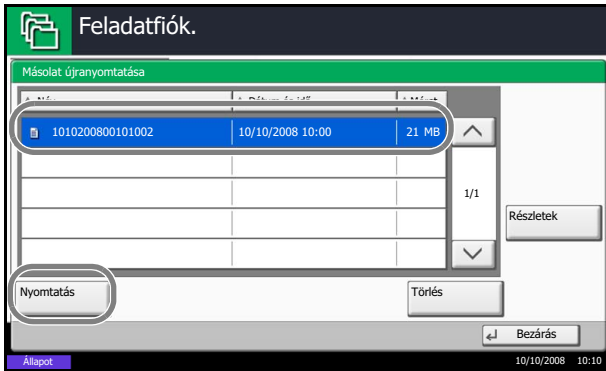 Feladatfiók.
Másolat újranyomtatása
1010200800101002 10/10/2008 10:00 21 MB
1/1
Részletek
Nyomtatás Törlés
Bezárás
Állapot 10/10/2008 10:10